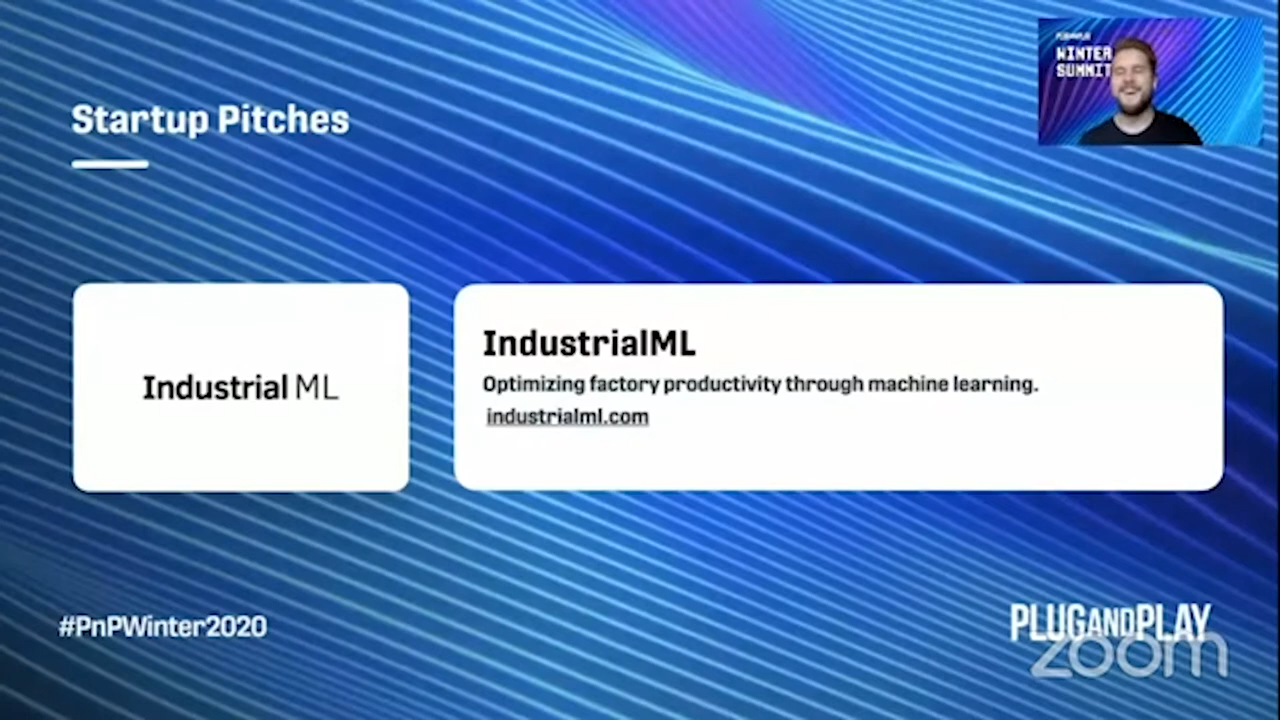 WINTER
SUMMIT
Startup Pitches
Industrial ML
IndustrialML
Optimizing factory productivity through machine learning.
industrialml.com
#PnPWinter2020
PLUGANDPLAY
zoom